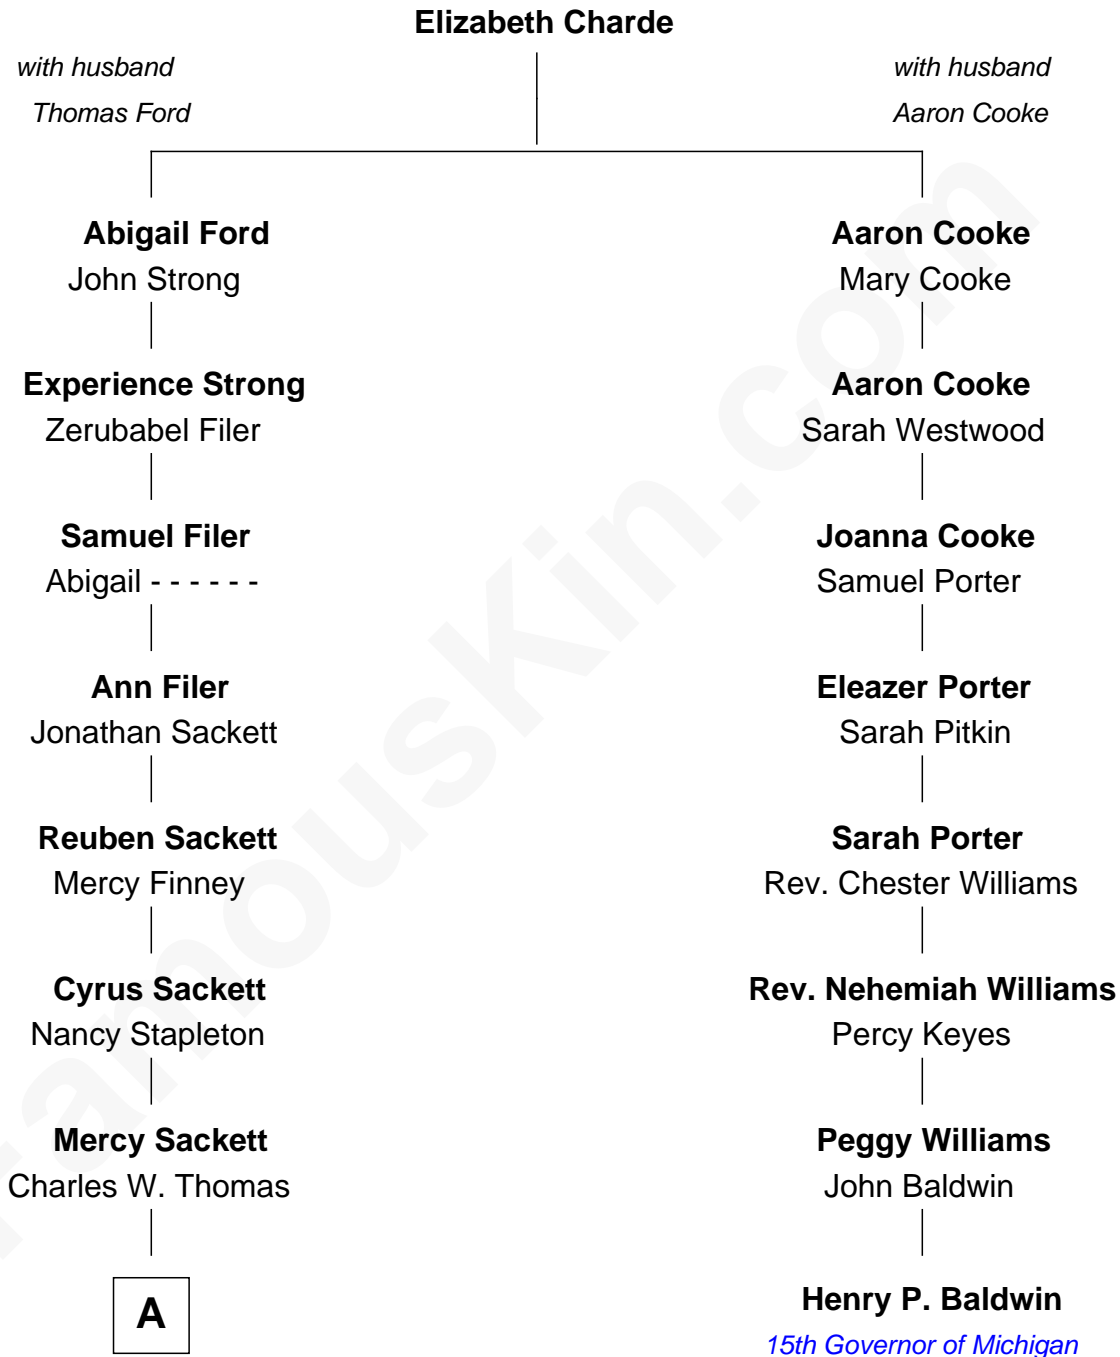 Elizabeth Charde
with husband
Thomas Ford
with husband
Aaron Cooke
Abigail Ford
John Strong
Aaron Cooke
Mary Cooke
Experience Strong
Zerubabel Filer
Aaron Cooke
Sarah Westwood
Samuel Filer
Abigail - - - - - -
Joanna Cooke
Samuel Porter
Ann Filer
Jonathan Sackett
Eleazer Porter
Sarah Pitkin
Reuben Sackett
Mercy Finney
Sarah Porter
Rev. Chester Williams
Cyrus Sackett
Nancy Stapleton
Rev. Nehemiah Williams
Percy Keyes
Mercy Sackett
Charles W. Thomas
Peggy Williams
John Baldwin
A
Henry P. Baldwin
15th Governor of Michigan
FamousKin.com